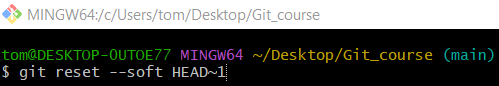 MINGW64:/c/Users/tom/Desktop/Git_course
tom@DESKTOP-OUTOE77 MINGW64 ~/Desktop/Git_course (main)
$ git reset --soft HEAD~1